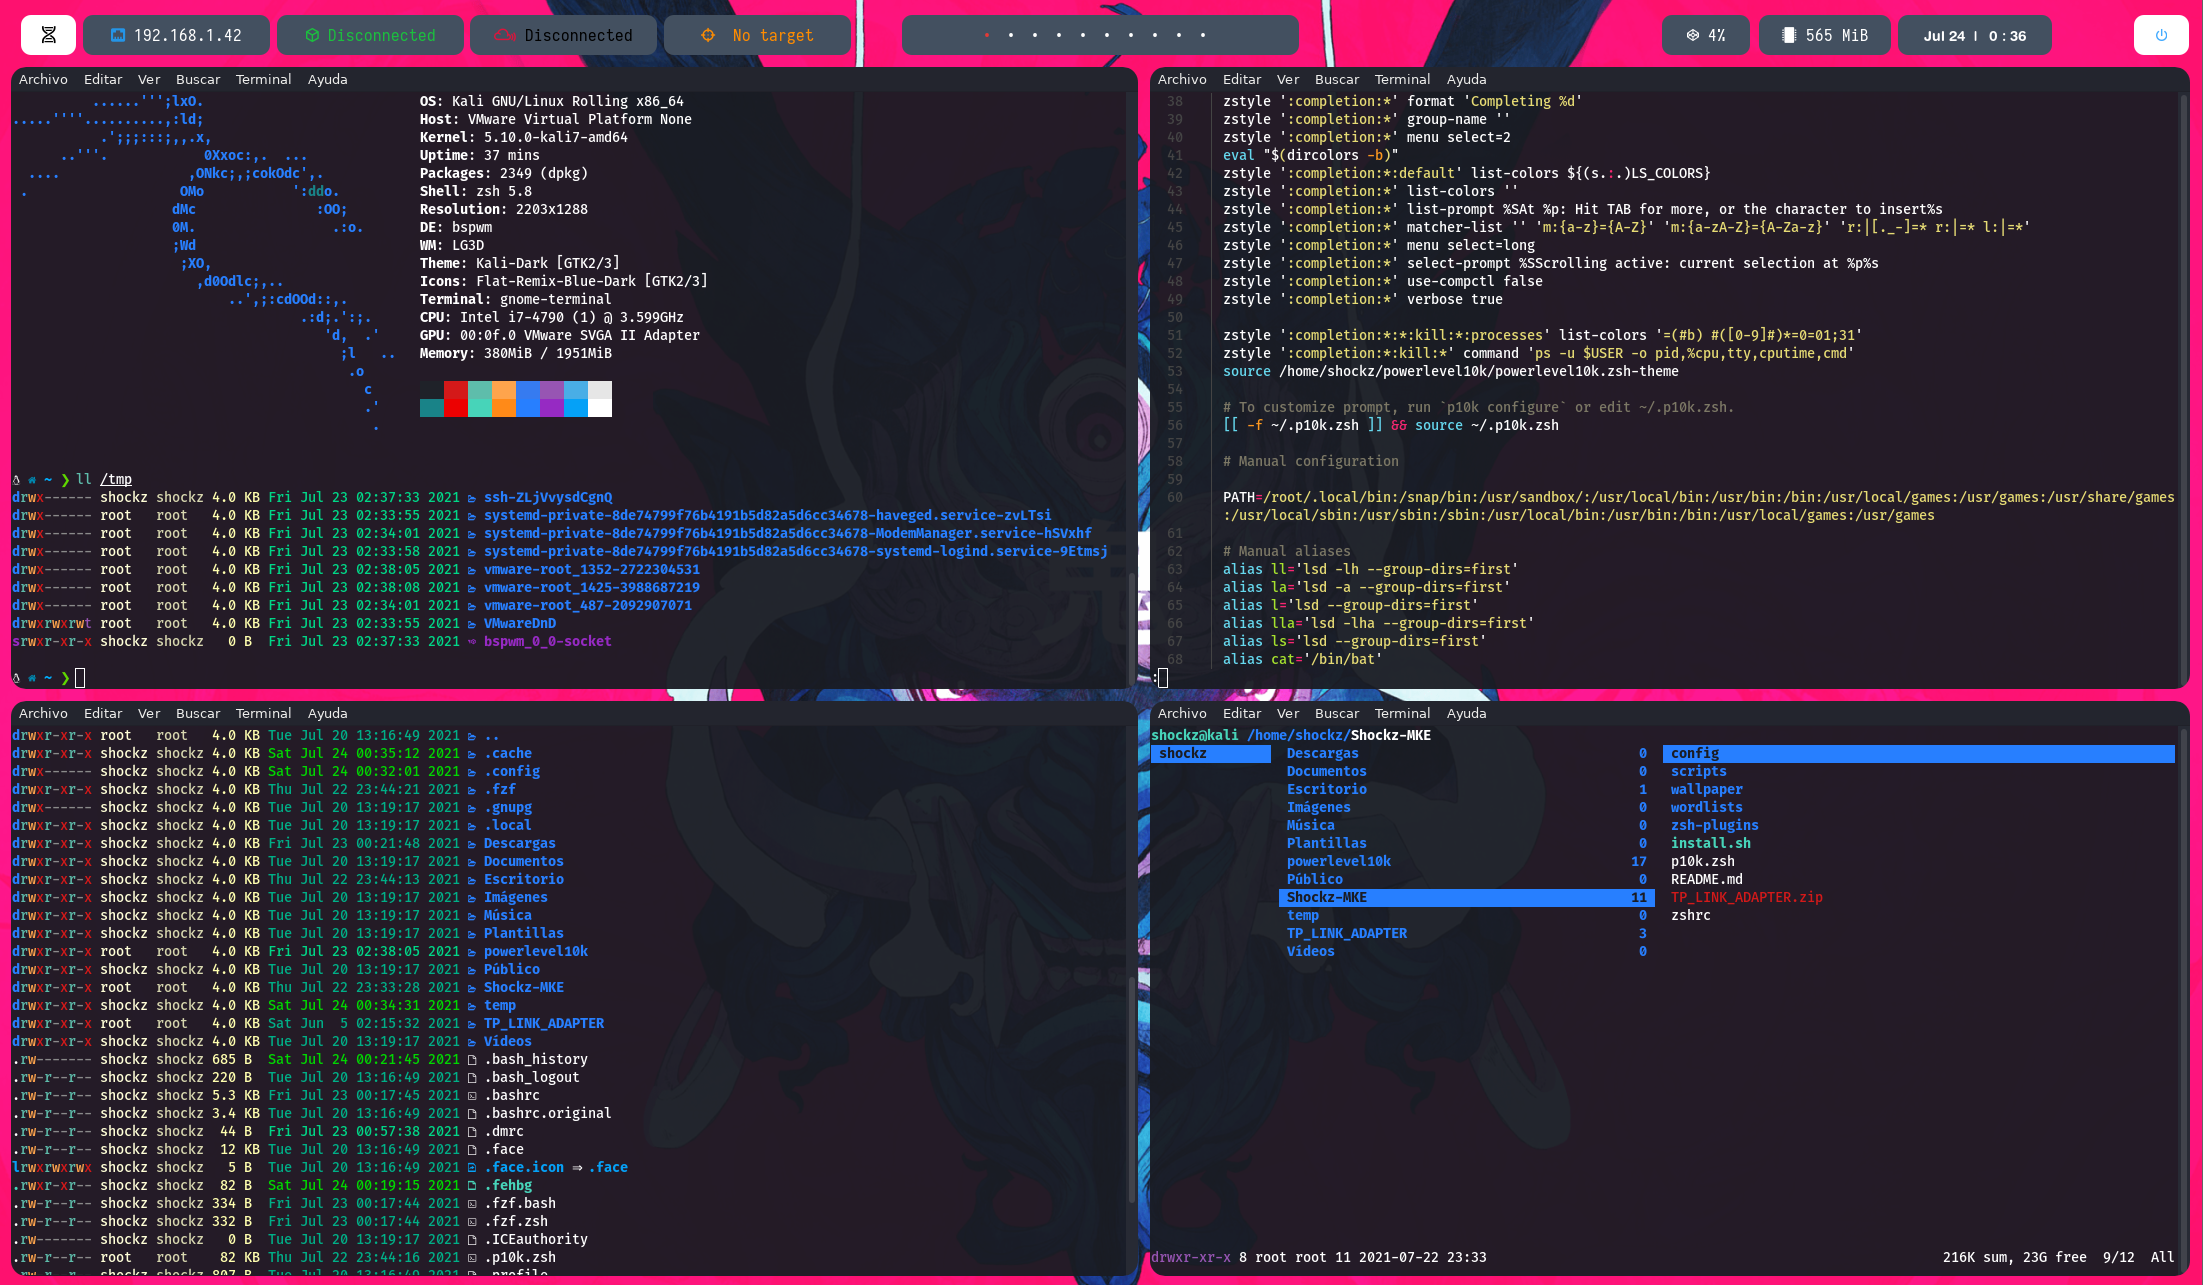 192.168.1.42 Disconnected Disconnected No target 4% 565 MiB Jul 24 | 0 : 36
Archivo Editar Ver Buscar Terminal Ayuda
......''';lxO.
.....''''..........,:ld;
.';;;:::;,,.x,
..'''. 0Xxoc:,. ...
.... ,ONkc;,;cokOdc',.
. OMo ':ddo.
dMc :OO;
0M. .:o.
;Wd
;XO,
,d0Odlc;,..
..',;:cdOOd::,.
.:d;.':;.
'd, .'
;l ..
.o
c
.'
.
OS: Kali GNU/Linux Rolling x86_64
Host: VMware Virtual Platform None
Kernel: 5.10.0-kali7-amd64
Uptime: 37 mins
Packages: 2349 (dpkg)
Shell: zsh 5.8
Resolution: 2203x1288
DE: bspwm
WM: LG3D
Theme: Kali-Dark [GTK2/3]
Icons: Flat-Remix-Blue-Dark [GTK2/3]
Terminal: gnome-terminal
CPU: Intel i7-4790 (1) @ 3.599GHz
GPU: 00:0f.0 VMware SVGA II Adapter
Memory: 380MiB / 1951MiB
~ ❯ ll /tmp
drwx------ shockz shockz 4.0 KB Fri Jul 23 02:37:33 2021 ssh-ZLjVvysdCgnQ
drwx------ root root 4.0 KB Fri Jul 23 02:33:55 2021 systemd-private-8de74799f76b4191b5d82a5d6cc34678-haveged.service-zvLTsi
drwx------ root root 4.0 KB Fri Jul 23 02:34:01 2021 systemd-private-8de74799f76b4191b5d82a5d6cc34678-ModemManager.service-hSVxhf
drwx------ root root 4.0 KB Fri Jul 23 02:33:58 2021 systemd-private-8de74799f76b4191b5d82a5d6cc34678-systemd-logind.service-9Etmsj
drwx------ root root 4.0 KB Fri Jul 23 02:38:05 2021 vmware-root_1352-2722304531
drwx------ root root 4.0 KB Fri Jul 23 02:38:08 2021 vmware-root_1425-3988687219
drwx------ root root 4.0 KB Fri Jul 23 02:34:01 2021 vmware-root_487-2092907071
drwxrwxrwt root root 4.0 KB Fri Jul 23 02:33:55 2021 VMwareDnD
srwxr-xr-x shockz shockz 0 B Fri Jul 23 02:37:33 2021 bspwm_0_0-socket
~ ❯
Archivo Editar Ver Buscar Terminal Ayuda
38 zstyle ':completion:*' format 'Completing %d'
39 zstyle ':completion:*' group-name ''
40 zstyle ':completion:*' menu select=2
41 eval "$(dircolors -b)"
42 zstyle ':completion:*:default' list-colors ${(s.:.)LS_COLORS}
43 zstyle ':completion:*' list-colors ''
44 zstyle ':completion:*' list-prompt %SAt %p: Hit TAB for more, or the character to insert%s
45 zstyle ':completion:*' matcher-list '' 'm:{a-z}={A-Z}' 'm:{a-zA-Z}={A-Za-z}' 'r:|[._-]=* r:|=* l:|=*'
46 zstyle ':completion:*' menu select=long
47 zstyle ':completion:*' select-prompt %SScrolling active: current selection at %p%s
48 zstyle ':completion:*' use-compctl false
49 zstyle ':completion:*' verbose true
50
51 zstyle ':completion:*:*:kill:*:processes' list-colors '=(#b) #([0-9]#)*=0=01;31'
52 zstyle ':completion:*:kill:*' command 'ps -u $USER -o pid,%cpu,tty,cputime,cmd'
53 source /home/shockz/powerlevel10k/powerlevel10k.zsh-theme
54
55 # To customize prompt, run `p10k configure` or edit ~/.p10k.zsh.
56 [[ -f ~/.p10k.zsh ]] && source ~/.p10k.zsh
57
58 # Manual configuration
59
60 PATH=/root/.local/bin:/snap/bin:/usr/sandbox/:/usr/local/bin:/usr/bin:/bin:/usr/local/games:/usr/games:/usr/share/games
:/usr/local/sbin:/usr/sbin:/sbin:/usr/local/bin:/usr/bin:/bin:/usr/local/games:/usr/games
61
62 # Manual aliases
63 alias ll='lsd -lh --group-dirs=first'
64 alias la='lsd -a --group-dirs=first'
65 alias l='lsd --group-dirs=first'
66 alias lla='lsd -lha --group-dirs=first'
67 alias ls='lsd --group-dirs=first'
68 alias cat='/bin/bat'
:
Archivo Editar Ver Buscar Terminal Ayuda
drwxr-xr-x root root 4.0 KB Tue Jul 20 13:16:49 2021 ..
drwxr-xr-x shockz shockz 4.0 KB Sat Jul 24 00:35:12 2021 .cache
drwx------ shockz shockz 4.0 KB Sat Jul 24 00:32:01 2021 .config
drwxr-xr-x shockz shockz 4.0 KB Thu Jul 22 23:44:21 2021 .fzf
drwx------ shockz shockz 4.0 KB Tue Jul 20 13:19:17 2021 .gnupg
drwxr-xr-x shockz shockz 4.0 KB Tue Jul 20 13:19:17 2021 .local
drwxr-xr-x shockz shockz 4.0 KB Fri Jul 23 00:21:48 2021 Descargas
drwxr-xr-x shockz shockz 4.0 KB Tue Jul 20 13:19:17 2021 Documentos
drwxr-xr-x shockz shockz 4.0 KB Thu Jul 22 23:44:13 2021 Escritorio
drwxr-xr-x shockz shockz 4.0 KB Tue Jul 20 13:19:17 2021 Imágenes
drwxr-xr-x shockz shockz 4.0 KB Tue Jul 20 13:19:17 2021 Música
drwxr-xr-x shockz shockz 4.0 KB Tue Jul 20 13:19:17 2021 Plantillas
drwxr-xr-x root root 4.0 KB Fri Jul 23 02:38:05 2021 powerlevel10k
drwxr-xr-x shockz shockz 4.0 KB Tue Jul 20 13:19:17 2021 Público
drwxr-xr-x root root 4.0 KB Thu Jul 22 23:33:28 2021 Shockz-MKE
drwxr-xr-x shockz shockz 4.0 KB Sat Jul 24 00:34:31 2021 temp
drwxr-xr-x root root 4.0 KB Sat Jun 5 02:15:32 2021 TP_LINK_ADAPTER
drwxr-xr-x shockz shockz 4.0 KB Tue Jul 20 13:19:17 2021 Vídeos
.rw------- shockz shockz 685 B Sat Jul 24 00:21:45 2021 .bash_history
.rw-r--r-- shockz shockz 220 B Tue Jul 20 13:16:49 2021 .bash_logout
.rw-r--r-- shockz shockz 5.3 KB Fri Jul 23 00:17:45 2021 .bashrc
.rw-r--r-- shockz shockz 3.4 KB Tue Jul 20 13:16:49 2021 .bashrc.original
.rw-r--r-- shockz shockz 44 B Fri Jul 23 00:57:38 2021 .dmrc
.rw-r--r-- shockz shockz 12 KB Tue Jul 20 13:16:49 2021 .face
lrwxrwxrwx shockz shockz 5 B Tue Jul 20 13:16:49 2021 .face.icon ⇒ .face
.rwxr-xr-- shockz shockz 82 B Sat Jul 24 00:19:15 2021 .fehbg
.rw-r--r-- shockz shockz 334 B Fri Jul 23 00:17:44 2021 .fzf.bash
.rw-r--r-- shockz shockz 332 B Fri Jul 23 00:17:44 2021 .fzf.zsh
.rw------- shockz shockz 0 B Tue Jul 20 13:19:17 2021 .ICEauthority
.rw-r--r-- root root 82 KB Thu Jul 22 23:44:16 2021 .p10k.zsh
.rw-r--r-- shockz shockz 807 B Tue Jul 20 13:16:49 2021 .profile
Archivo Editar Ver Buscar Terminal Ayuda
shockz@kali /home/shockz/Shockz-MKE
shockz Descargas 0 config
Documentos 0 scripts
Escritorio 1 wallpaper
Imágenes 0 wordlists
Música 0 zsh-plugins
Plantillas 0 install.sh
powerlevel10k 17 p10k.zsh
Público 0 README.md
Shockz-MKE 11 TP_LINK_ADAPTER.zip
temp 0 zshrc
TP_LINK_ADAPTER 3
Vídeos 0
drwxr-xr-x 8 root root 11 2021-07-22 23:33 216K sum, 23G free 9/12 All